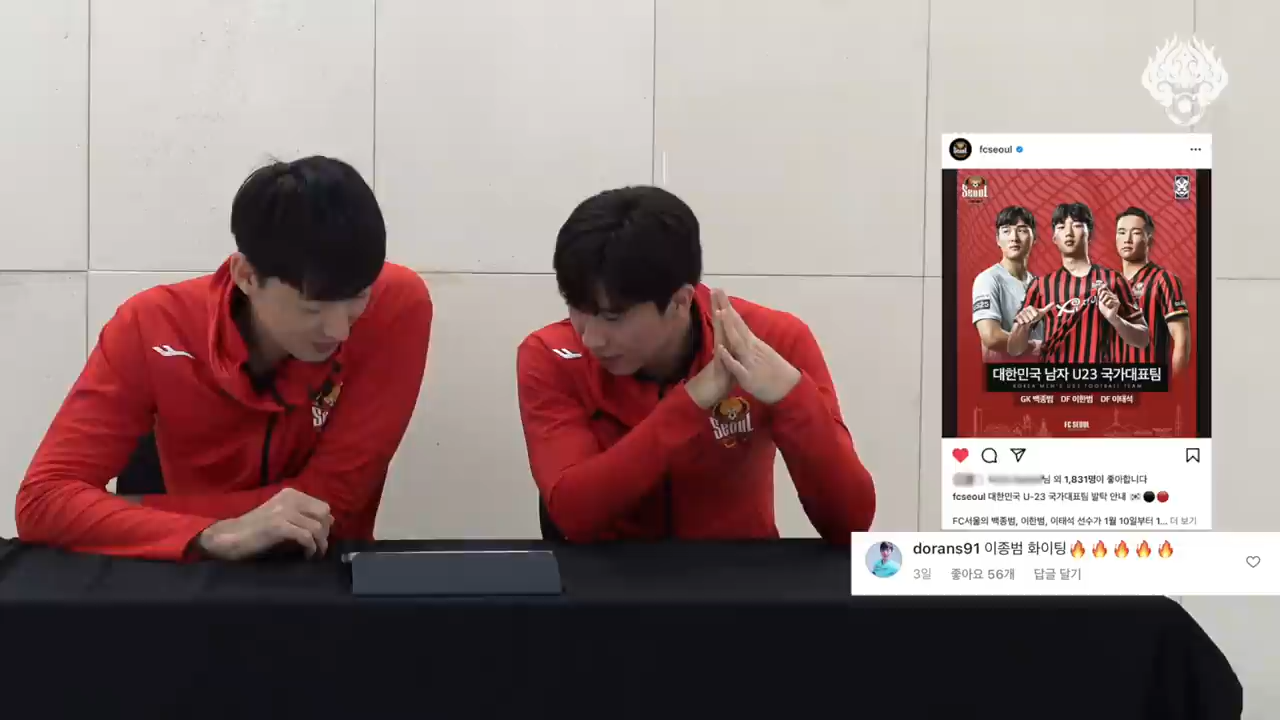 fcseoul
Seoul
대한민국 남자 U23 국가대표팀
KOREA MEN'S U23 FOOTBALL TEAM
GK 백종범 DF 이한범 DF 이태석
FC SEOUL
님 외 1,831명이 좋아합니다
fcseoul 대한민국 U-23 국가대표팀 발탁 안내
FC서울의 백종범, 이한범, 이태석 선수가 1월 10일부터 1... 더 보기
dorans91 이종범 화이팅🔥🔥🔥🔥🔥
3일 좋아요 56개 답글 달기
Seoul
Seoul